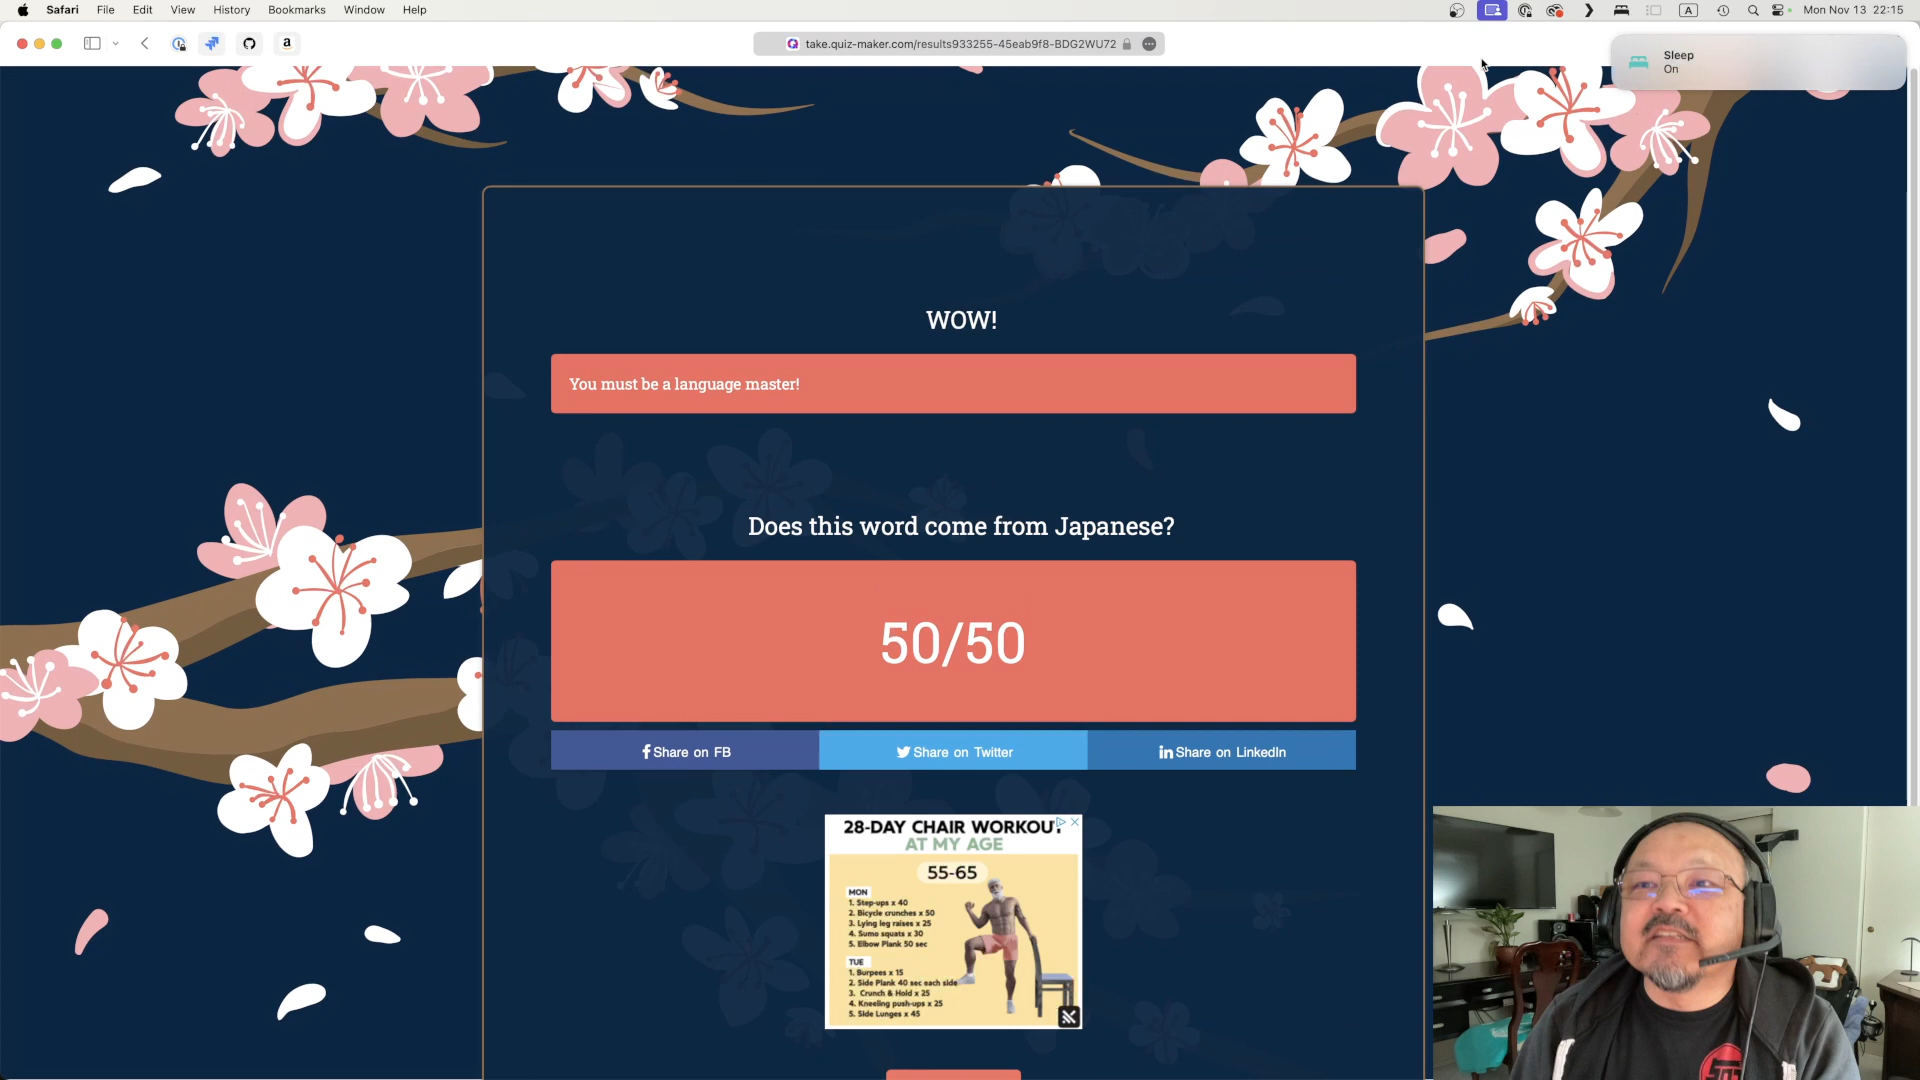 Safari File Edit View History Bookmarks Window Help
A
Mon Nov 13 22:15
take.quiz-maker.com/results933255-45eab9f8-BDG2WU72
Sleep
On
WOW!
You must be a language master!
Does this word come from Japanese?
50/50
Share on FB
Share on Twitter
Share on LinkedIn
28-DAY CHAIR WORKOUT
AT MY AGE
55-65
MON
1. Step-ups x 40
2. Bicycle crunches x 50
3. Lying leg raises x 25
4. Sumo squats x 30
5. Elbow Plank 50 sec
TUE
1. Burpees x 15
2. Side Plank 40 sec each side
3. Crunch & Hold x 25
4. Kneeling push-ups x 25
5. Side Lunges x 45